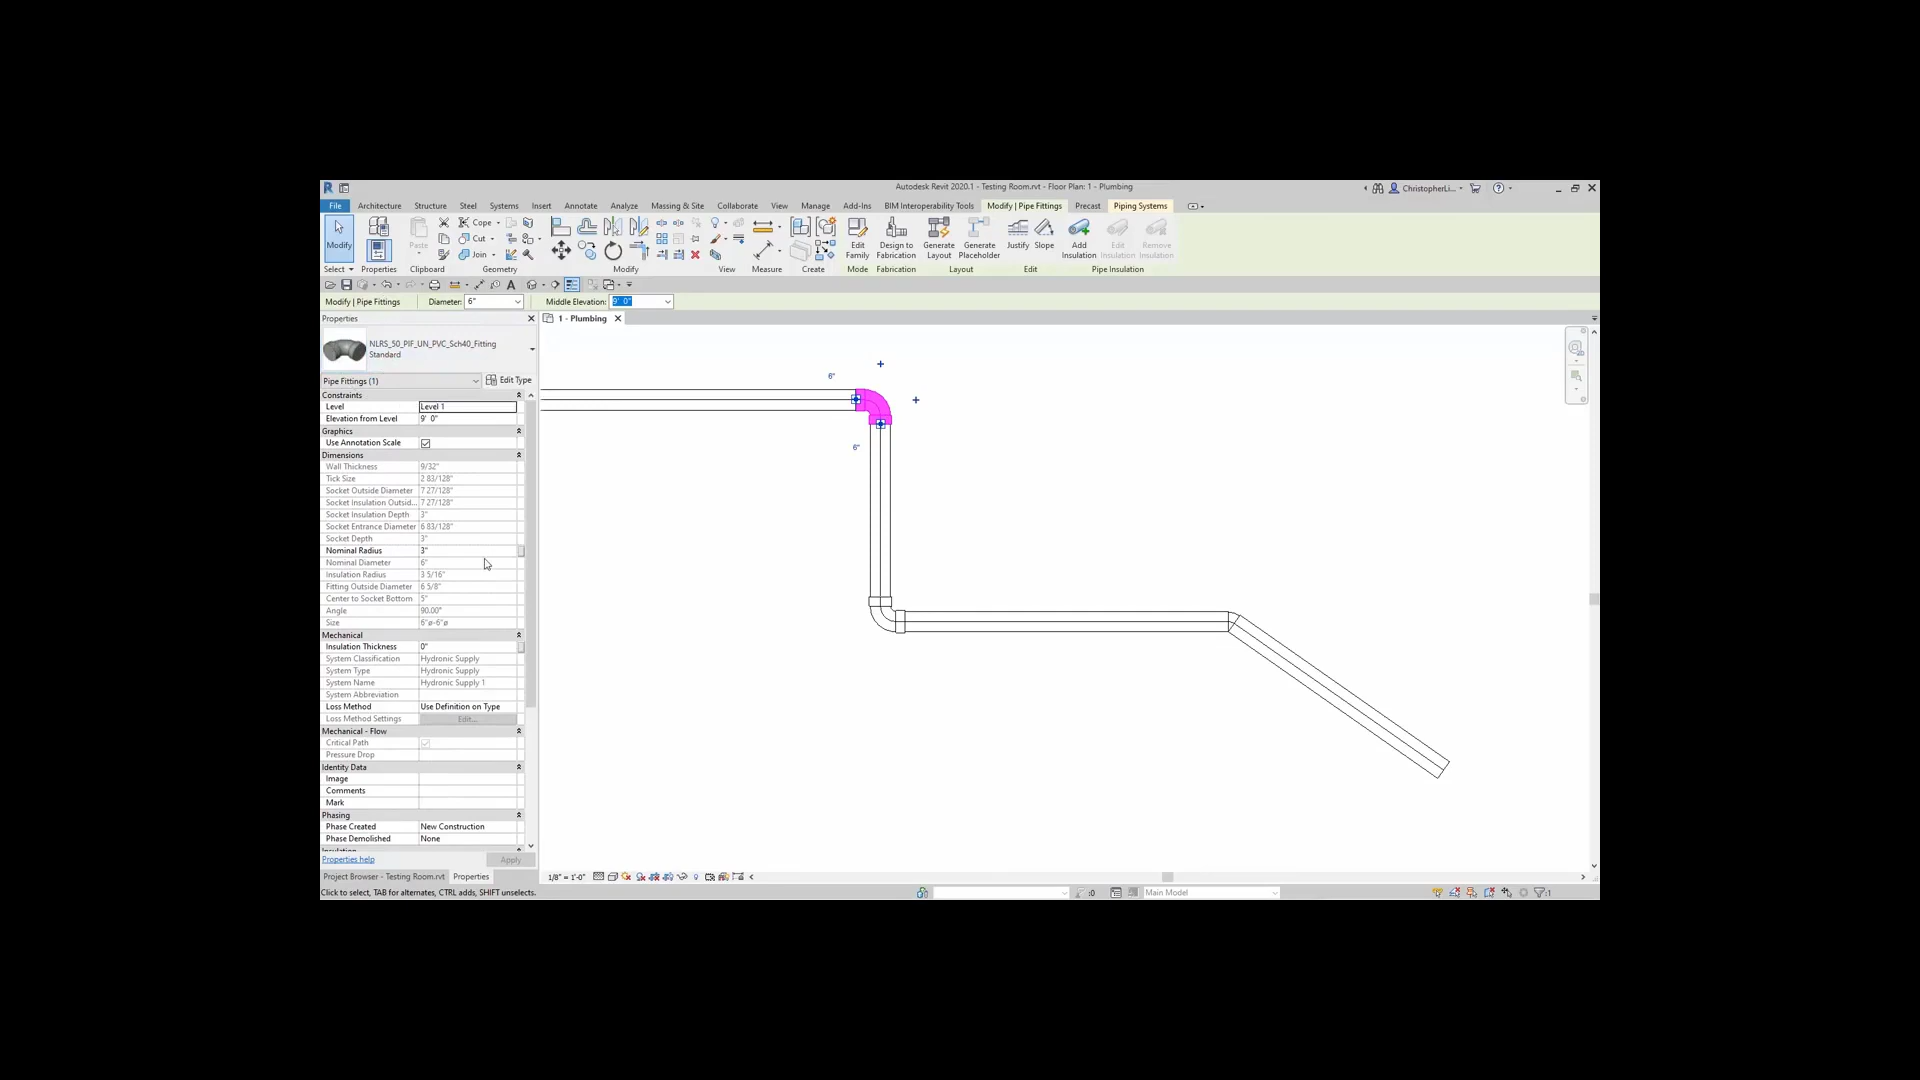 Autodesk Revit 2020.1 - Testing Room.rvt - Floor Plan: 1 - Plumbing
ChristopherLi...
File Architecture Structure Steel Systems Insert Annotate Analyze Massing & Site Collaborate View Manage Add-Ins BIM Interoperability Tools Modify | Pipe Fittings Precast Piping Systems
Modify
Paste
Cope
Cut
Join
Edit Family
Design to Fabrication
Generate Layout
Generate Placeholder
Justify
Slope
Add Insulation
Edit Insulation
Remove Insulation
Select Properties Clipboard Geometry Modify View Measure Create Mode Fabrication Layout Edit Pipe Insulation
Modify | Pipe Fittings Diameter: 6" Middle Elevation: 9' 0"
Properties
1 - Plumbing
NLRS_50_PIF_UN_PVC_Sch40_Fitting
Standard
Pipe Fittings (1) Edit Type
Constraints
Level Level 1
Elevation from Level 9' 0"
Graphics
Use Annotation Scale
Dimensions
Wall Thickness 9/32"
Tick Size 2 83/128"
Socket Outside Diameter 7 27/128"
Socket Insulation Outsid... 7 27/128"
Socket Insulation Depth 3"
Socket Entrance Diameter 6 83/128"
Socket Depth 3"
Nominal Radius 3"
Nominal Diameter 6"
Insulation Radius 3 5/16"
Fitting Outside Diameter 6 5/8"
Center to Socket Bottom 5"
Angle 90.00°
Size 6"ø-6"ø
Mechanical
Insulation Thickness 0"
System Classification Hydronic Supply
System Type Hydronic Supply
System Name Hydronic Supply 1
System Abbreviation
Loss Method Use Definition on Type
Loss Method Settings Edit...
Mechanical - Flow
Critical Path
Pressure Drop
Identity Data
Image
Comments
Mark
Phasing
Phase Created New Construction
Phase Demolished None
Insulation
Properties help Apply
Project Browser - Testing Room.rvt Properties
6"
6"
1/8" = 1'-0"
Click to select, TAB for alternates, CTRL adds, SHIFT unselects.
:0
Main Model
:1